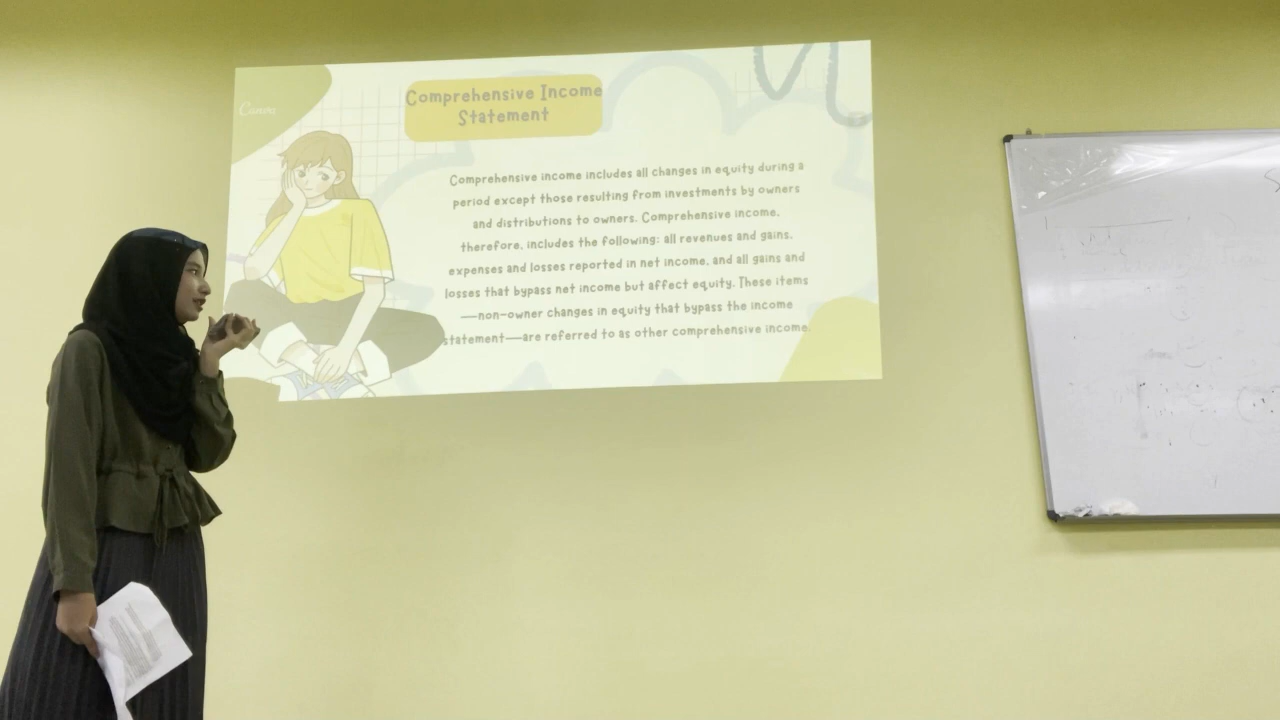 Canva
Comprehensive Income
Statement
Comprehensive income includes all changes in equity during a
period except those resulting from investments by owners
and distributions to owners. Comprehensive income,
therefore, includes the following: all revenues and gains,
expenses and losses reported in net income, and all gains and
losses that bypass net income but affect equity. These items
—non-owner changes in equity that bypass the income
statement—are referred to as other comprehensive income.